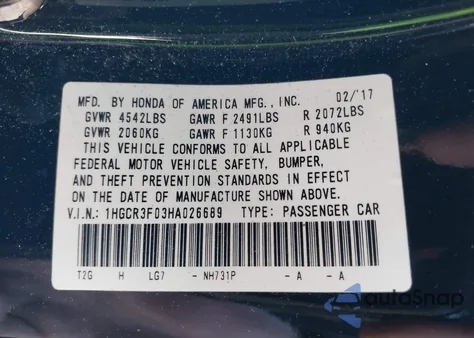 MFD. BY HONDA OF AMERICA MFG., INC. 02/'17
GVWR 4542LBS GAWR F 2491LBS R 2072LBS
GVWR 2060KG GAWR F 1130KG R 940KG
THIS VEHICLE CONFORMS TO ALL APPLICABLE
FEDERAL MOTOR VEHICLE SAFETY, BUMPER,
AND THEFT PREVENTION STANDARDS IN EFFECT
ON THE DATE OF MANUFACTURE SHOWN ABOVE.
V.I.N.: 1HGCR3F03HA026689 TYPE: PASSENGER CAR
T2G H LG7 - NH731P - A - A
autoSnap